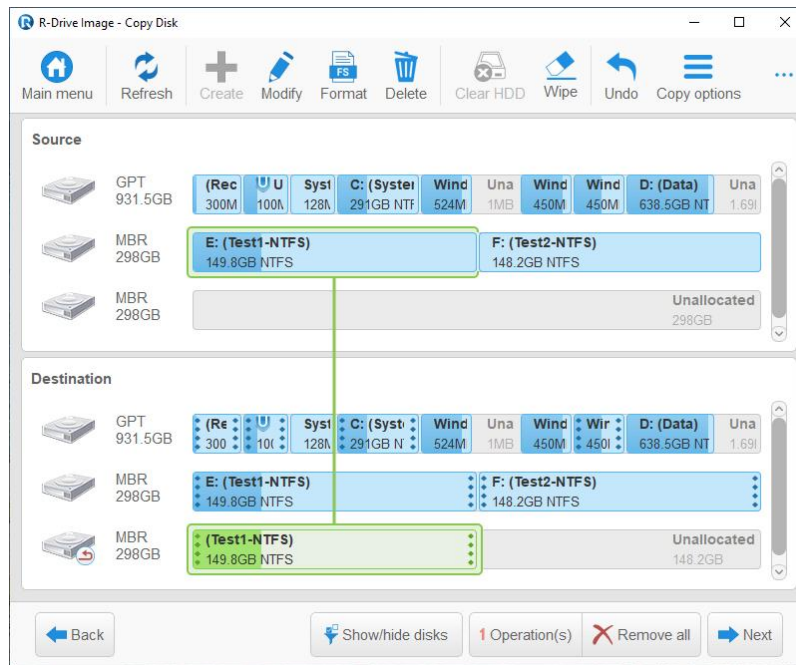 R-Drive Image - Copy Disk
Main menu Refresh Create Modify Format Delete Clear HDD Wipe Undo Copy options ...
FS
Source
GPT
931.5GB
(Rec U Syst C: (Syster Wind Una Wind Wind D: (Data) Una
300M 100M 128M 291GB NTF 524M 1MB 450M 450M 638.5GB NT 1.69
MBR
298GB
E: (Test1-NTFS) F: (Test2-NTFS)
149.8GB NTFS 148.2GB NTFS
MBR
298GB
Unallocated
298GB
Destination
GPT
931.5GB
(Re Syst C: (Syst Wind Una Wind Wir D: (Data) Una
300 10 128M 291GB N 524M 1MB 450M 450 638.5GB NT 1.69
MBR
298GB
E: (Test1-NTFS) F: (Test2-NTFS)
149.8GB NTFS 148.2GB NTFS
MBR
298GB
(Test1-NTFS) Unallocated
149.8GB NTFS 148.2GB
Back Show/hide disks 1 Operation(s) Remove all Next